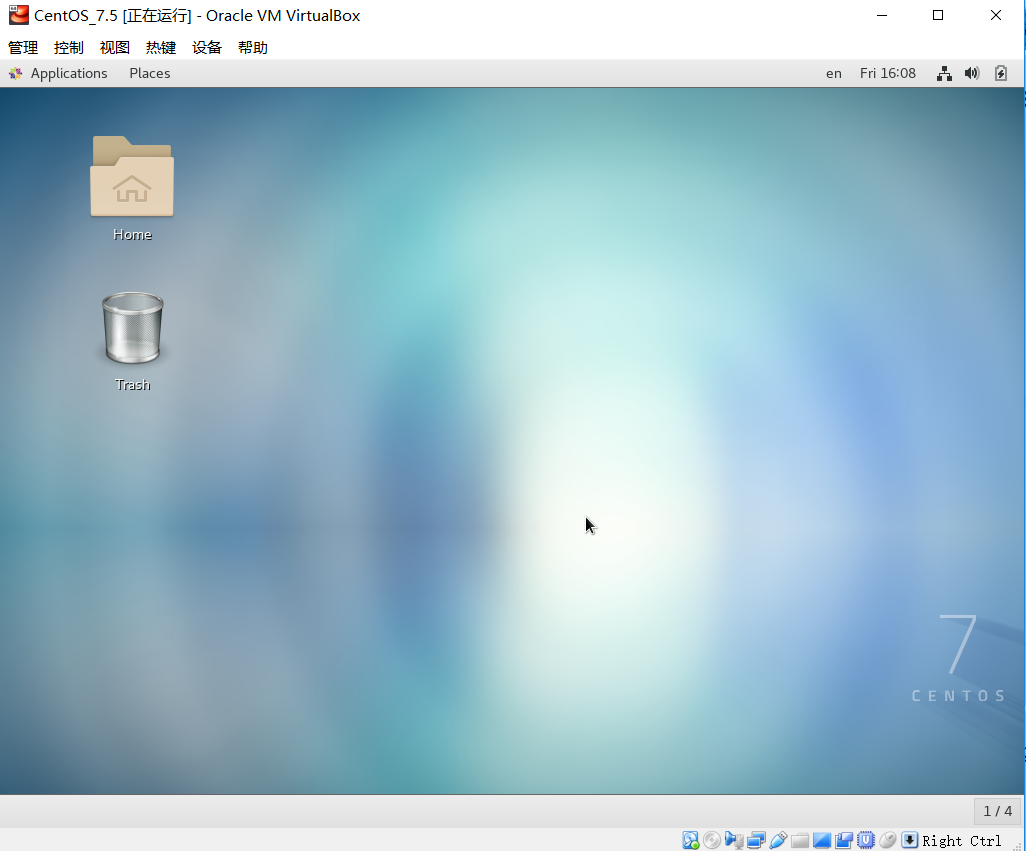 CentOS_7.5 [正在运行] - Oracle VM VirtualBox
管理 控制 视图 热键 设备 帮助
Applications Places en Fri 16:08
Home
Trash
7
CENTOS
1 / 4
Right Ctrl